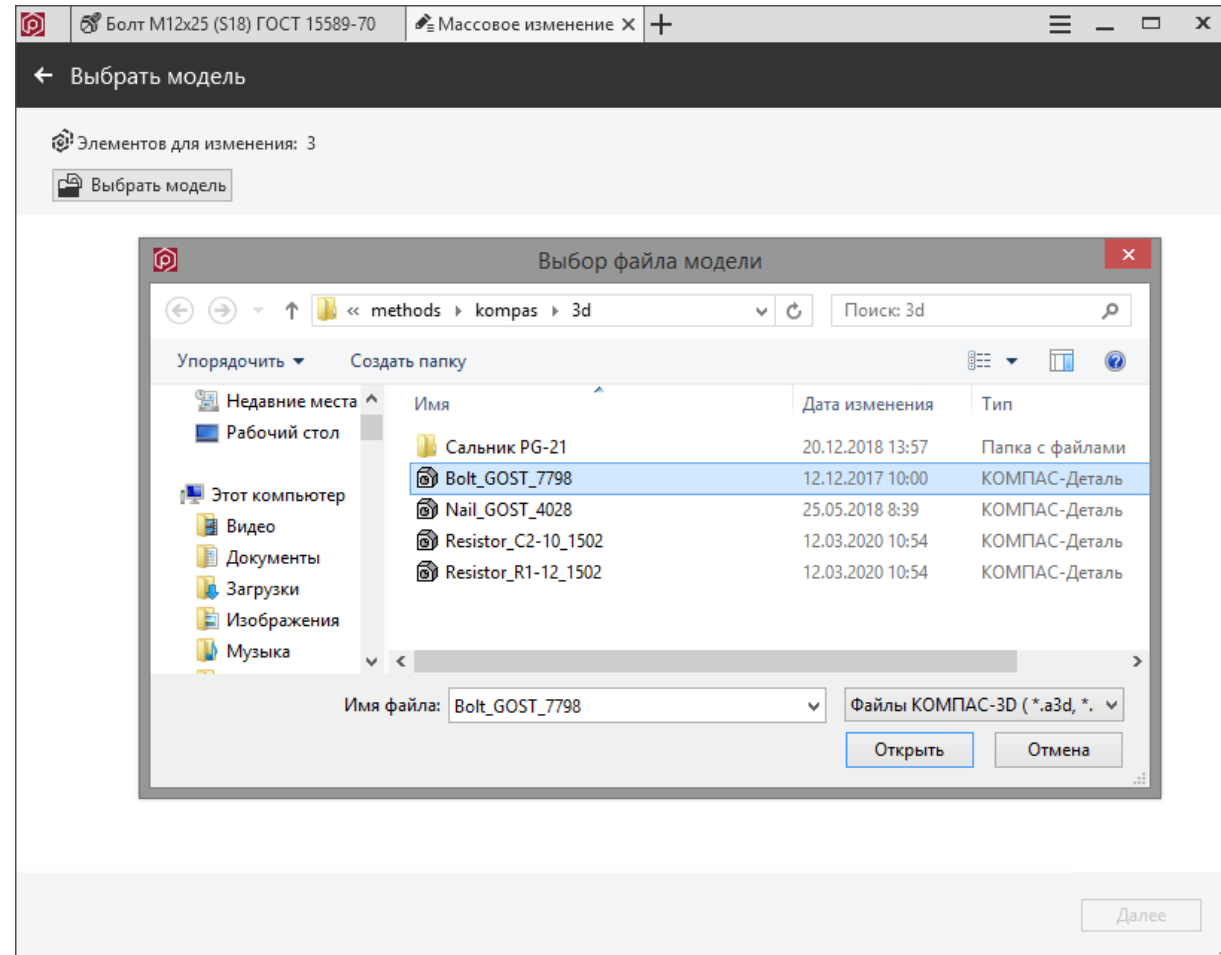 Болт M12x25 (S18) ГОСТ 15589-70 Массовое изменение
Выбрать модель
Элементов для изменения: 3
Выбрать модель
Выбор файла модели
« methods kompas 3d Поиск: 3d
Упорядочить Создать папку
Недавние места
Рабочий стол
Этот компьютер
Видео
Документы
Загрузки
Изображения
Музыка
Имя Дата изменения Тип
Сальник PG-21 20.12.2018 13:57 Папка с файлами
Bolt_GOST_7798 12.12.2017 10:00 КОМПАС-Деталь
Nail_GOST_4028 25.05.2018 8:39 КОМПАС-Деталь
Resistor_C2-10_1502 12.03.2020 10:54 КОМПАС-Деталь
Resistor_R1-12_1502 12.03.2020 10:54 КОМПАС-Деталь
Имя файла: Bolt_GOST_7798 Файлы КОМПАС-3D ( *.a3d, *.
Открыть Отмена
Далее